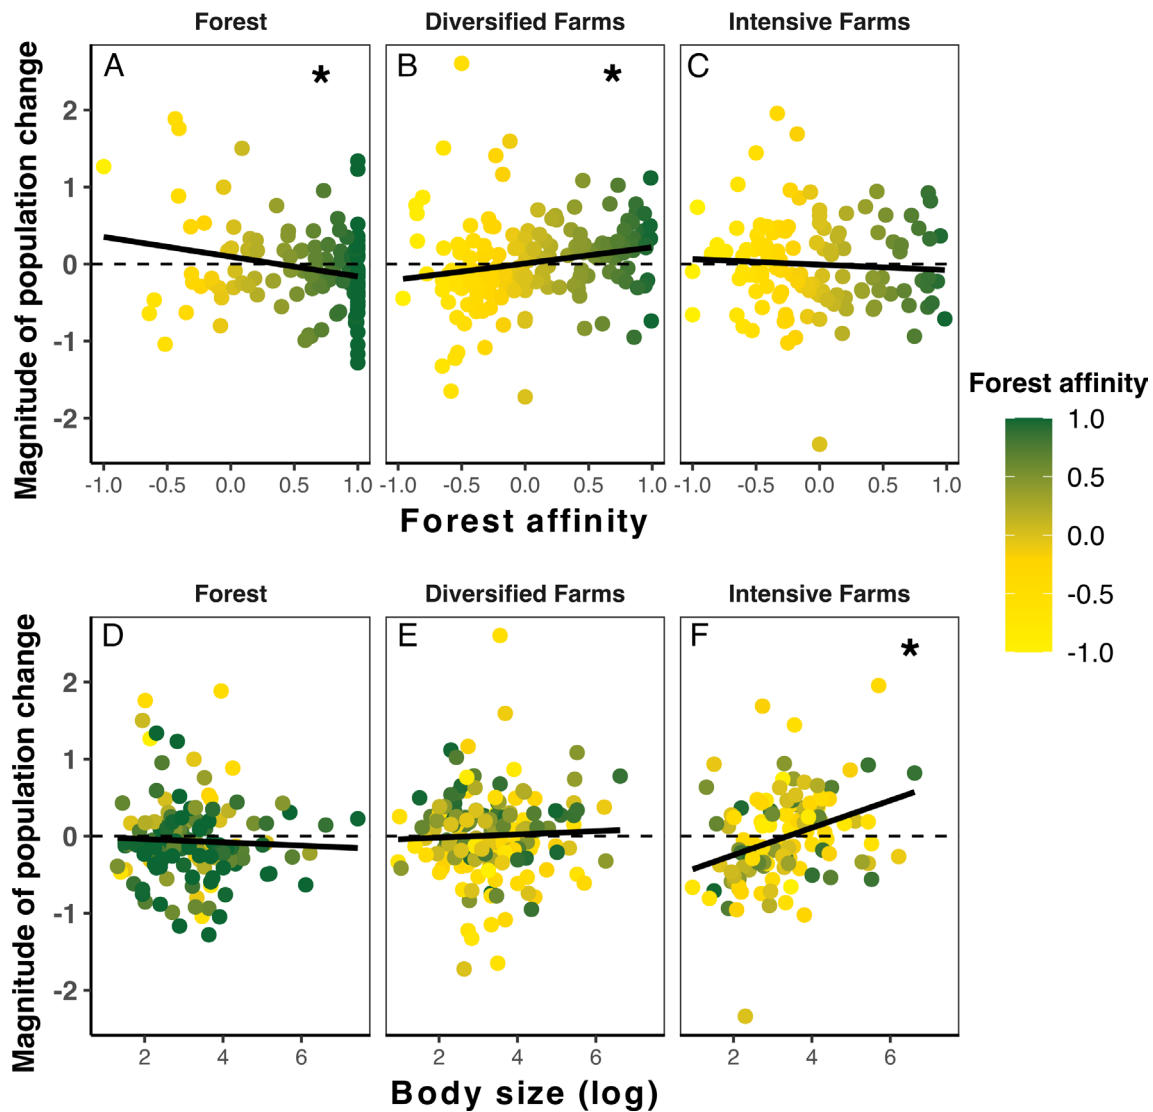 Forest Diversified Farms Intensive Farms
Magnitude of population change
A * B * C
2
1
0
-1
-2
-1.0 -0.5 0.0 0.5 1.0 -1.0 -0.5 0.0 0.5 1.0 -1.0 -0.5 0.0 0.5 1.0
Forest affinity
Forest affinity
1.0
0.5
0.0
-0.5
-1.0
Forest Diversified Farms Intensive Farms
Magnitude of population change
D E F *
2
1
0
-1
-2
2 4 6 2 4 6 2 4 6
Body size (log)